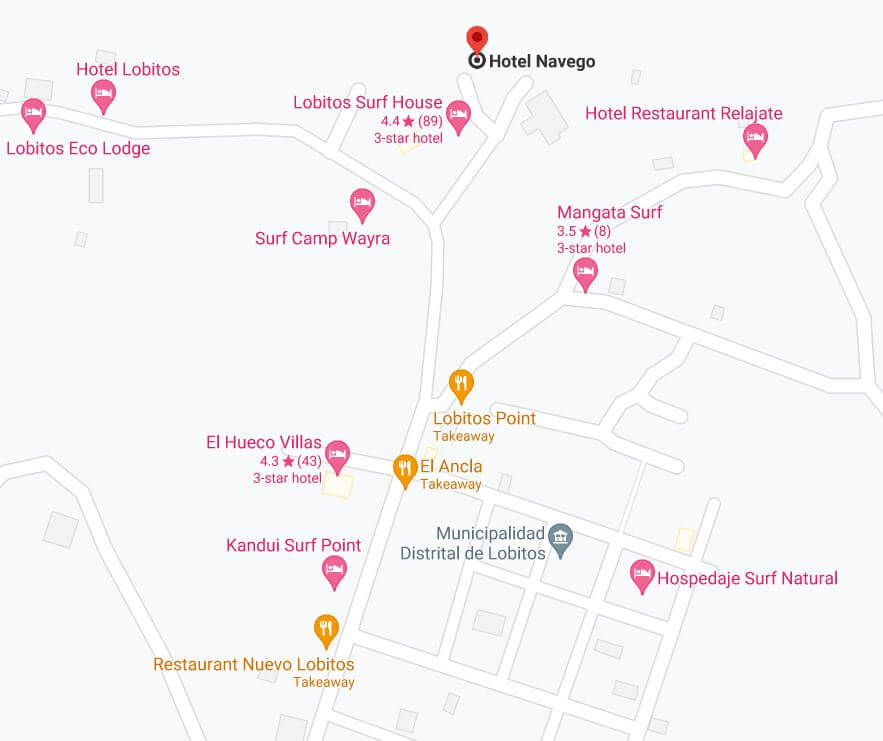 Hotel Navego
Hotel Lobitos
Lobitos Surf House
4.4 ★ (89)
3-star hotel
Hotel Restaurant Relajate
Lobitos Eco Lodge
Mangata Surf
3.5 ★ (8)
3-star hotel
Surf Camp Wayra
Lobitos Point
Takeaway
El Hueco Villas
4.3 ★ (43)
3-star hotel
El Ancla
Takeaway
Municipalidad
Distrital de Lobitos
Kandui Surf Point
Hospedaje Surf Natural
Restaurant Nuevo Lobitos
Takeaway